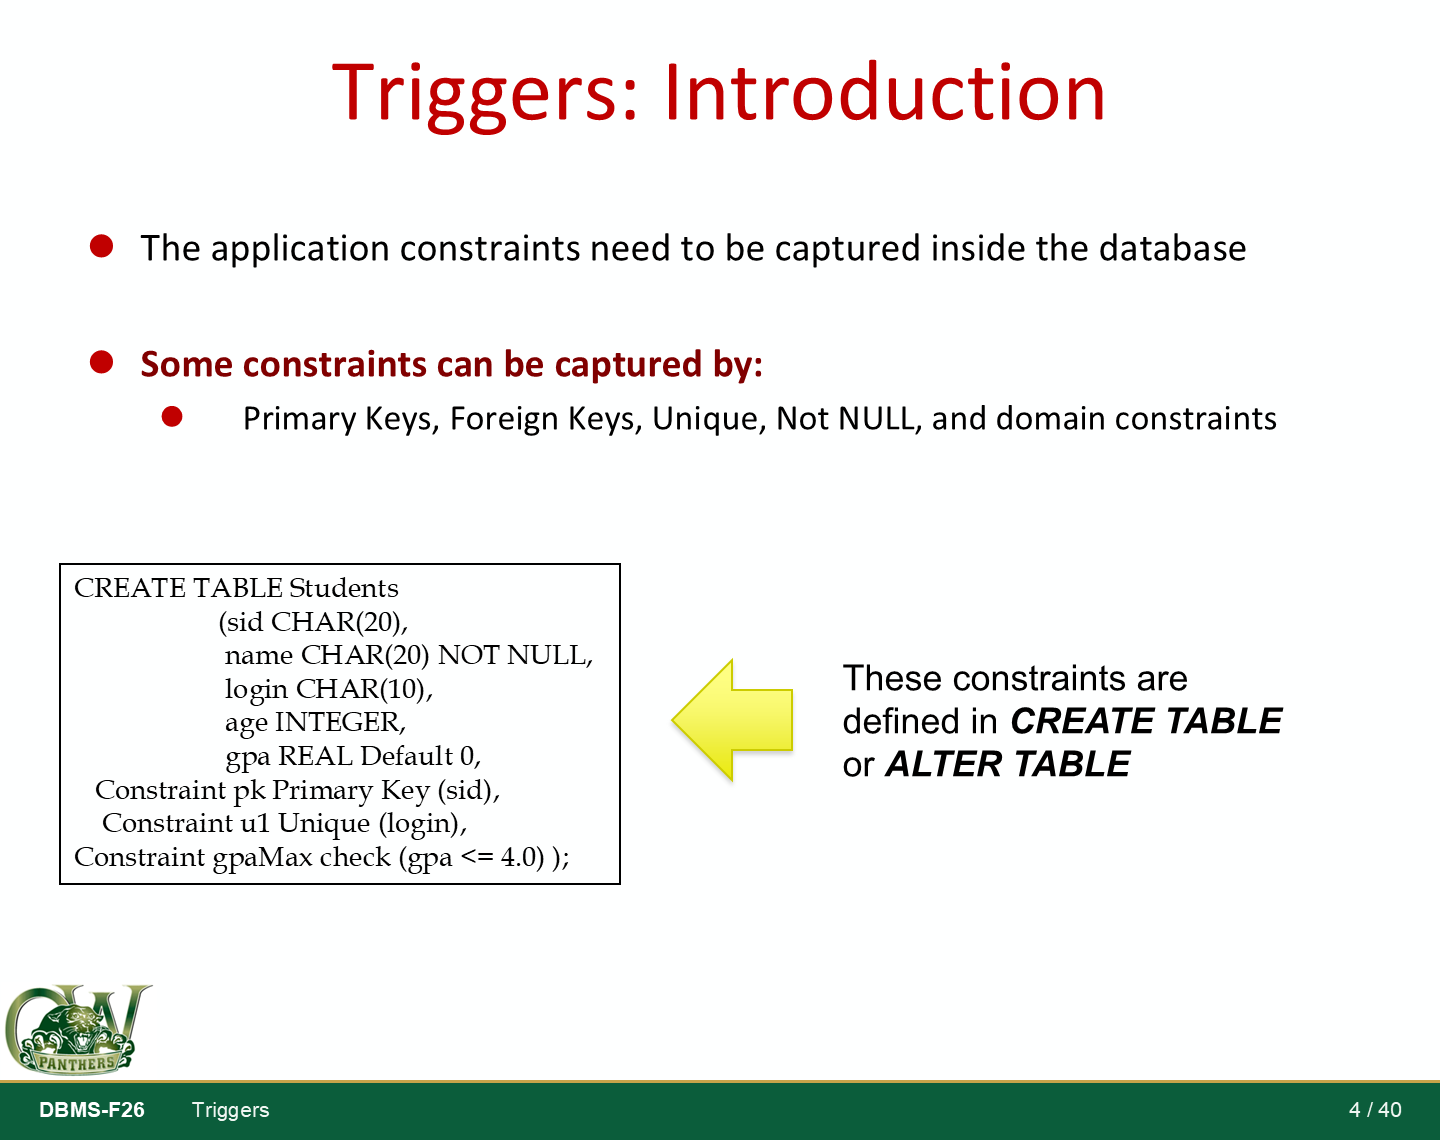 Triggers: Introduction
The application constraints need to be captured inside the database
Some constraints can be captured by:
Primary Keys, Foreign Keys, Unique, Not NULL, and domain constraints
CREATE TABLE Students
(sid CHAR(20),
name CHAR(20) NOT NULL,
login CHAR(10),
age INTEGER,
gpa REAL Default 0,
Constraint pk Primary Key (sid),
Constraint u1 Unique (login),
Constraint gpaMax check (gpa <= 4.0) );
These constraints are
defined in CREATE TABLE
or ALTER TABLE
OW
PANTHERS
DBMS-F26 Triggers 4 / 40